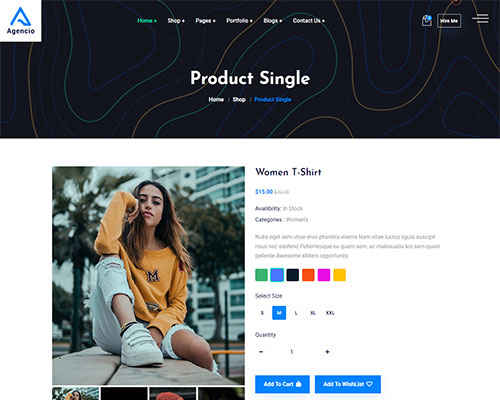 Agencio
Home + Shop + Pages + Portfolio + Blogs + Contact Us +
Hire Me
Product Single
Home / Shop / Product Single
Women T-Shirt
$15.00 $22.00
Availibility: In Stock
Categories : Women's
Nulla eget sem vitae eros pharetra viverra Nam vitae luctus ligula suscipit
risus nec eleifend Pellentesque eu quam sem, ac malesuada leo sem quam
pellente Awesome sliders opportunity
Select Size
S M L XL XXL
Quantity
− 1 +
Add To Cart
Add To WishList
M